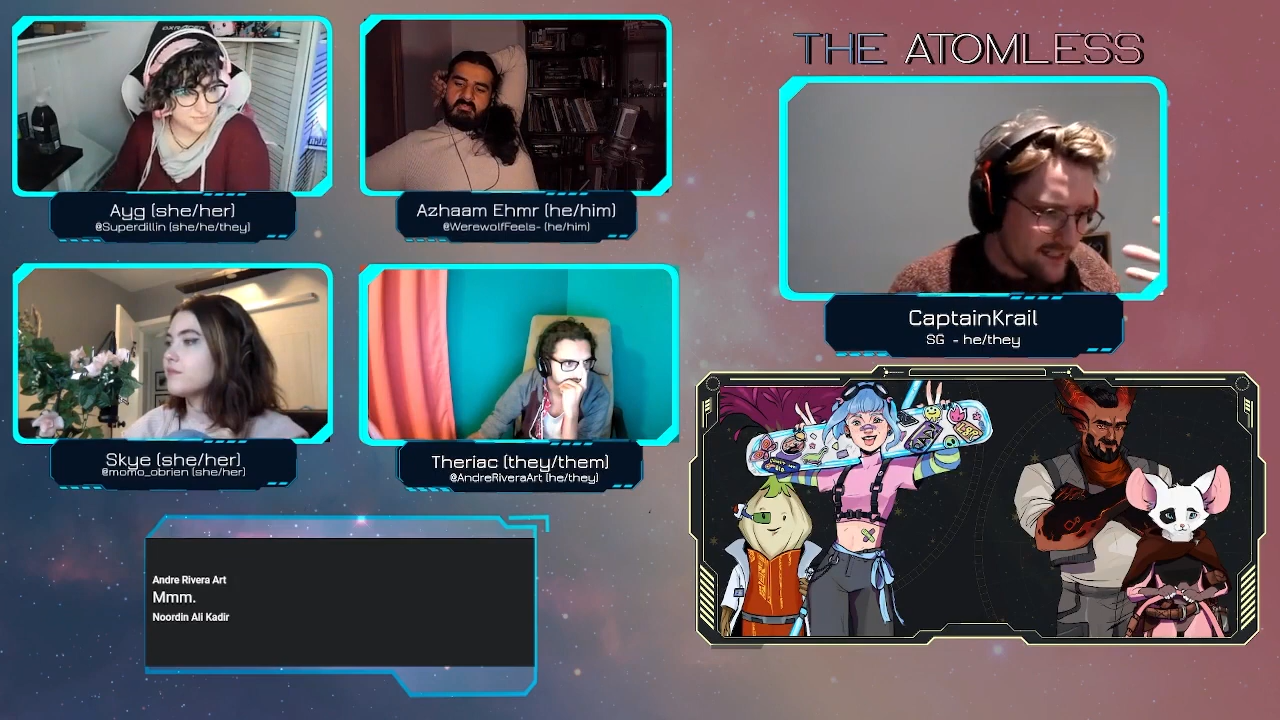 THE ATOMLESS
DXRACER
Ayg (she/her)
@Superdillin (she/he/they)
Azhaam Ehmr (he/him)
@WerewolfFeels- (he/him)
CaptainKrail
SG - he/they
Skye (she/her)
@momo_obrien (she/her)
Theriac (they/them)
@AndreRiveraArt (he/they)
Andre Rivera Art
Mmm.
Noordin Ali Kadir